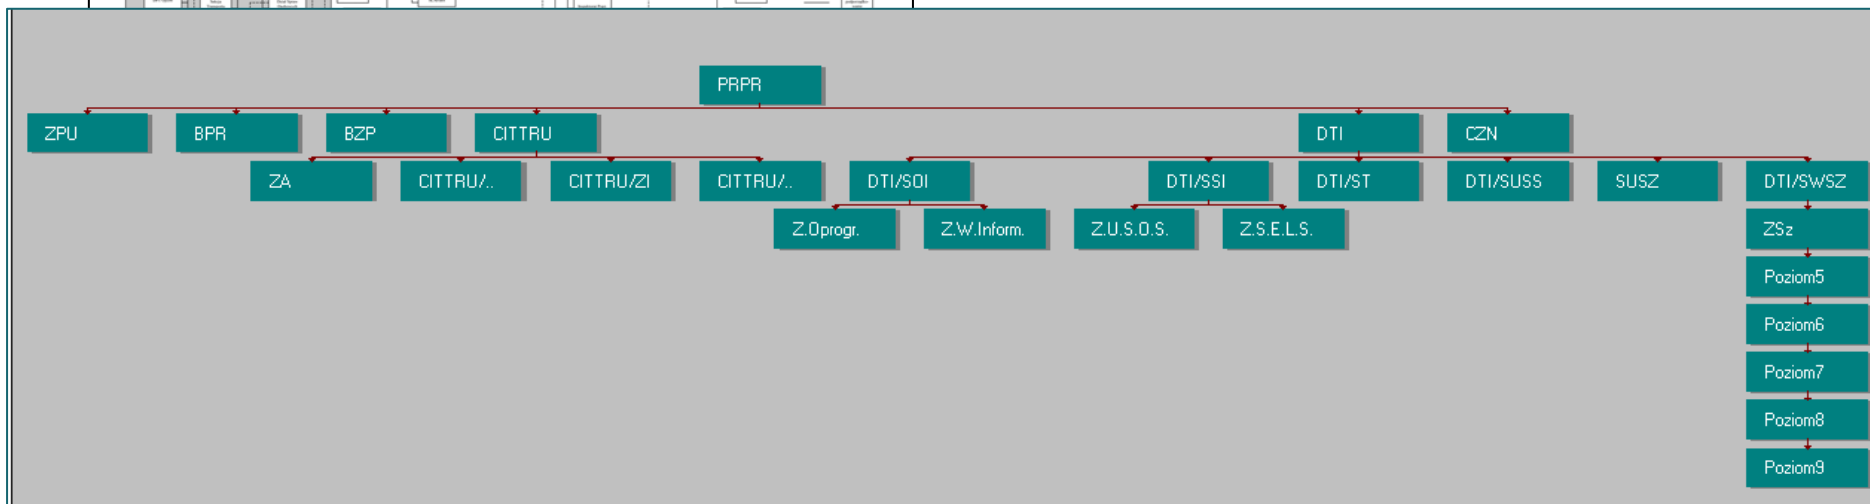 PRPR
ZPU BPR BZP CITTRU DTI CZN
ZA CITTRU/.. CITTRU/ZI CITTRU/.. DTI/SOI DTI/SSI DTI/ST DTI/SUSS SUSZ DTI/SWSZ
Z.Oprogr. Z.W.Inform. Z.U.S.O.S. Z.S.E.L.S. ZSz
Poziom5
Poziom6
Poziom7
Poziom8
Poziom9